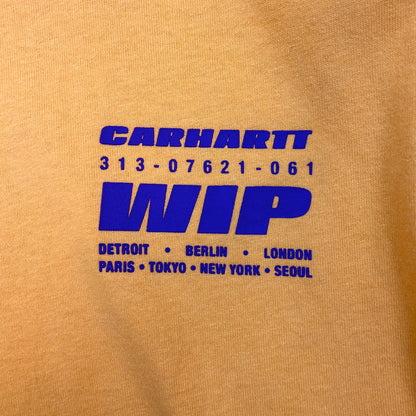 CARHARTT
313-07621-061
WIP
DETROIT • BERLIN • LONDON
PARIS • TOKYO • NEW YORK • SEOUL